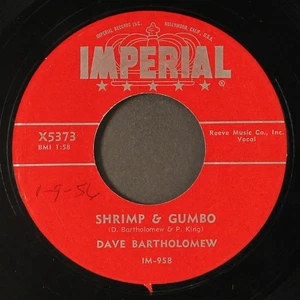 IMPERIAL RECORDS INC.
HOLLYWOOD, CALIF. U.S.A.
IMPERIAL
®
X5373
BMI 1:58
Reeve Music Co., Inc.
Vocal
1-9-56
SHRIMP & GUMBO
(D. Bartholomew & P. King)
DAVE BARTHOLOMEW
IM-958